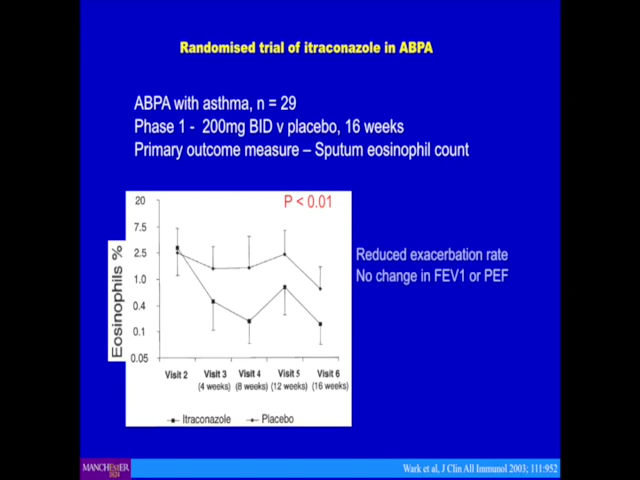 Randomised trial of itraconazole in ABPA
ABPA with asthma, n = 29
Phase 1 - 200mg BID v placebo, 16 weeks
Primary outcome measure – Sputum eosinophil count
P < 0.01
20
7.5
2.5
1.0
0.4
0.1
0.05
Eosinophils %
Visit 2 Visit 3 Visit 4 Visit 5 Visit 6
(4 weeks) (8 weeks) (12 weeks) (16 weeks)
Itraconazole Placebo
Reduced exacerbation rate
No change in FEV1 or PEF
MANCHESTER
1824
Wark et al, J Clin All Immunol 2003; 111:952